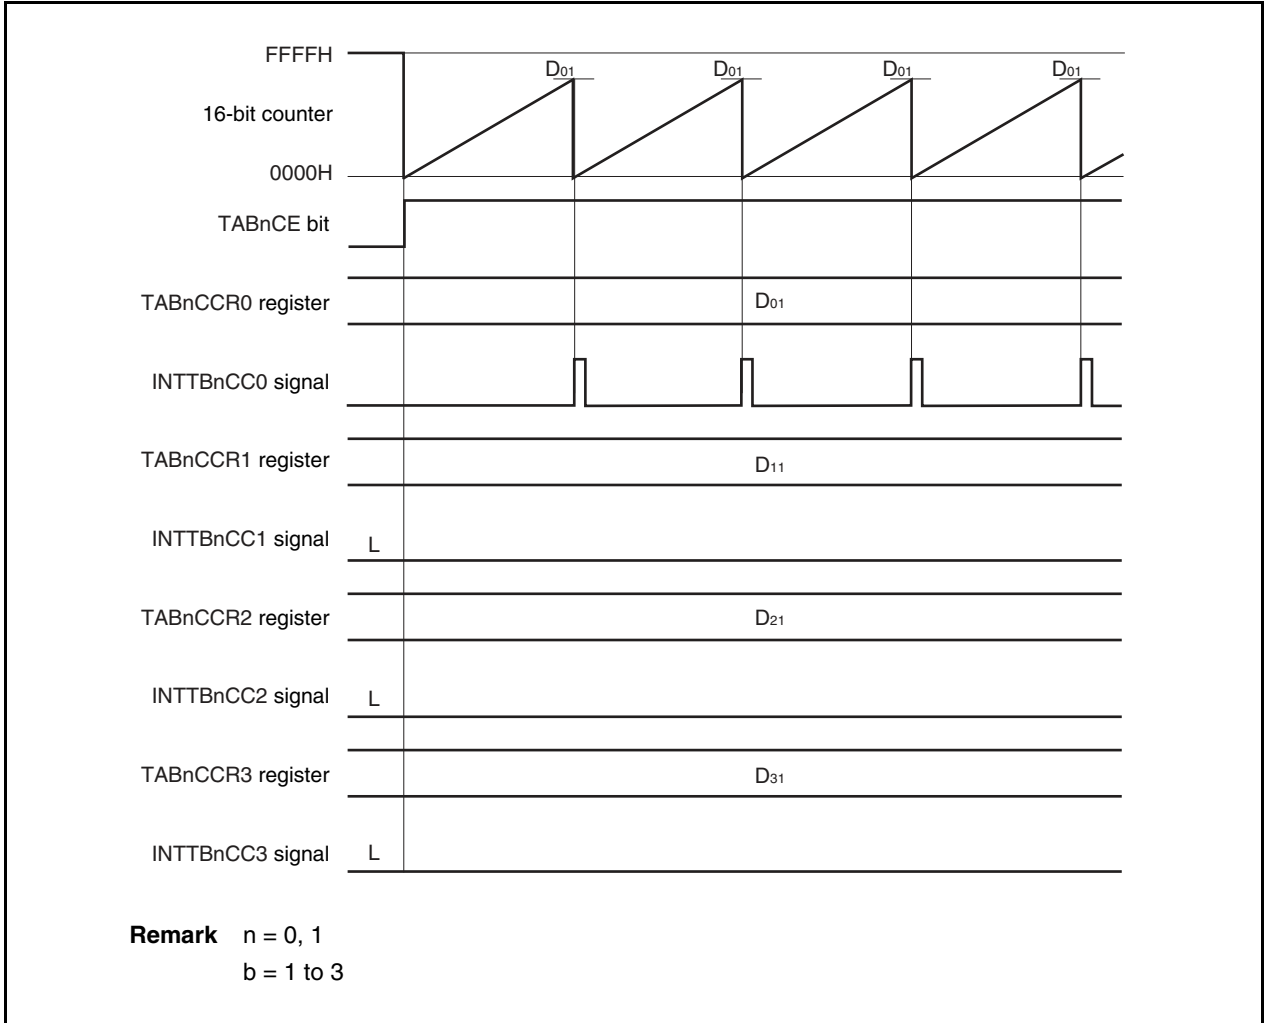 FFFFH
D01 D01 D01 D01
16-bit counter
0000H
TABnCE bit
TABnCCR0 register D01
INTTBnCC0 signal
TABnCCR1 register D11
INTTBnCC1 signal L
TABnCCR2 register D21
INTTBnCC2 signal L
TABnCCR3 register D31
INTTBnCC3 signal L
Remark n = 0, 1
b = 1 to 3